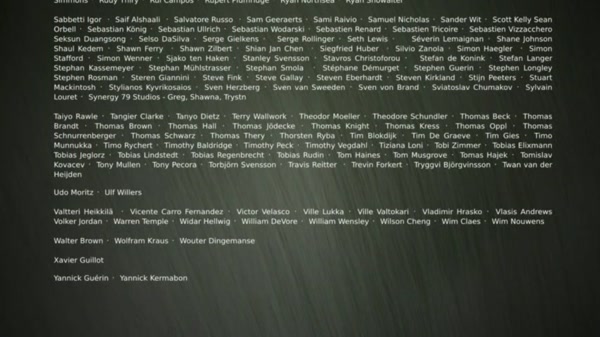 Simmons · Rudy Thiry · Rui Campos · Rupert Plumridge · Ryan Northsea · Ryan Showalter
Sabbetti Igor · Saif Alshaali · Salvatore Russo · Sam Geeraerts · Sami Raivio · Samuel Nicholas · Sander Wit · Scott Kelly Sean
Orbell · Sebastian König · Sebastian Ullrich · Sebastian Wodarski · Sebastien Renard · Sebastien Tricoire · Sebastien Vizzacchero
Seksun Duangsong · Selso DaSilva · Serge Gielkens · Serge Rollinger · Seth Lewis · Séverin Lemaignan · Shane Johnson
Shaul Kedem · Shawn Ferry · Shawn Zilbert · Shian Jan Chen · Siegfried Huber · Silvio Zanola · Simon Haegler · Simon
Stafford · Simon Wenner · Sjako ten Haken · Stanley Svensson · Stavros Christoforou · Stefan de Konink · Stefan Langer
Stephan Kassemeyer · Stephan Mühlstrasser · Stephan Smola · Stéphane Démurget · Stephen Guerin · Stephen Longley
Stephen Rosman · Steren Giannini · Steve Fink · Steve Gallay · Steven Eberhardt · Steven Kirkland · Stijn Peeters · Stuart
Mackintosh · Stylianos Kyvrikosaios · Sven Herzberg · Sven van Sweeden · Sven von Brand · Sviatoslav Chumakov · Sylvain
Louret · Synergy 79 Studios - Greg, Shawna, Trystn
Taiyo Rawle · Tangier Clarke · Tanyo Dietz · Terry Wallwork · Theodor Moeller · Theodore Schundler · Thomas Beck · Thomas
Brandt · Thomas Brown · Thomas Hall · Thomas Jödecke · Thomas Knight · Thomas Kress · Thomas Oppl · Thomas
Schnurrenberger · Thomas Schwarz · Thomas Thery · Thorsten Ryba · Tim Blokdijk · Tim De Graeve · Tim Gies · Timo
Munnukka · Timo Rychert · Timothy Baldridge · Timothy Peck · Timothy Vegdahl · Tiziana Loni · Tobi Zimmer · Tobias Elixmann
Tobias Jeglorz · Tobias Lindstedt · Tobias Regenbrecht · Tobias Rudin · Tom Haines · Tom Musgrove · Tomas Hajek · Tomislav
Kovacev · Tony Mullen · Tony Pecora · Torbjörn Svensson · Travis Reitter · Trevin Forkert · Tryggvi Björgvinsson · Twan van der
Heijden
Udo Moritz · Ulf Willers
Valtteri Heikkilä · Vicente Carro Fernandez · Victor Velasco · Ville Lukka · Ville Valtokari · Vladimir Hrasko · Vlasis Andrews
Volker Jordan · Warren Temple · Widar Hellwig · William DeVore · William Wensley · Wilson Cheng · Wim Claes · Wim Nouwens
Walter Brown · Wolfram Kraus · Wouter Dingemanse
Xavier Guillot
Yannick Guérin · Yannick Kermabon